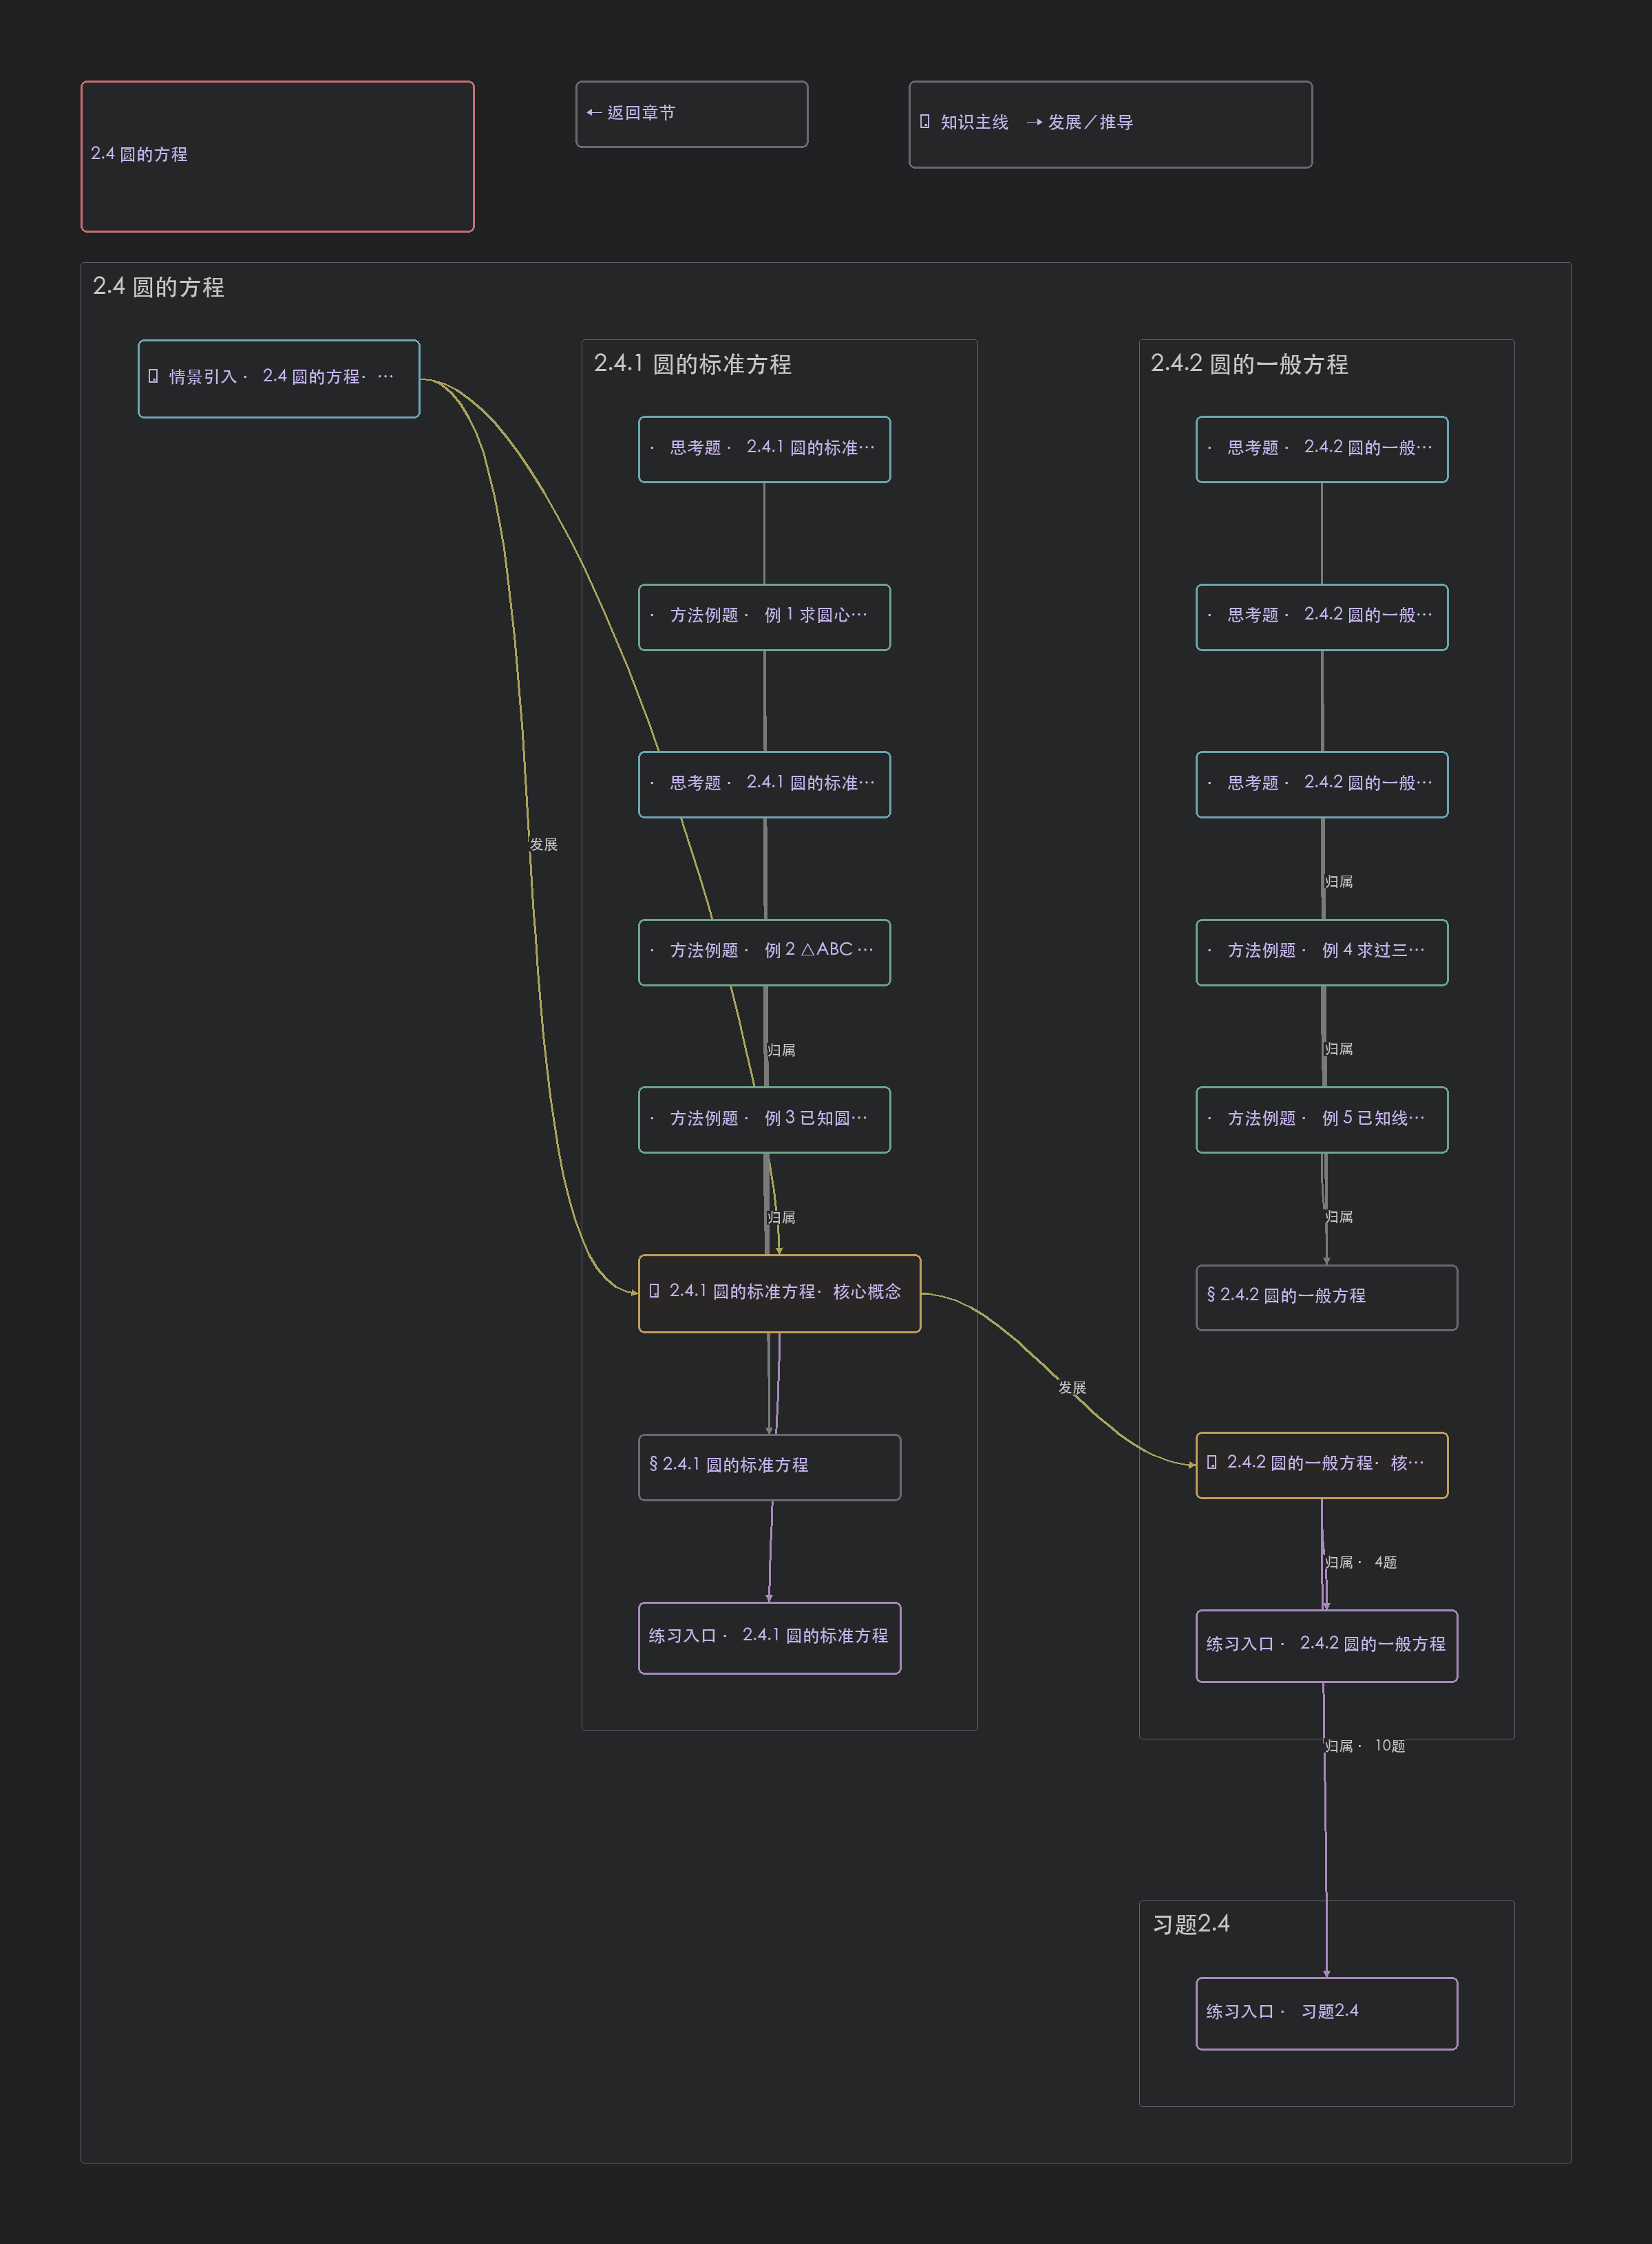 2.4 圆的方程
← 返回章节
知识主线 → 发展／推导
2.4 圆的方程
情景引入 · 2.4 圆的方程· …
2.4.1 圆的标准方程
· 思考题 · 2.4.1 圆的标准…
· 方法例题 · 例 1 求圆心…
· 思考题 · 2.4.1 圆的标准…
发展
· 方法例题 · 例 2 △ABC …
归属
· 方法例题 · 例 3 已知圆…
归属
2.4.1 圆的标准方程· 核心概念
§ 2.4.1 圆的标准方程
练习入口 · 2.4.1 圆的标准方程
发展
2.4.2 圆的一般方程
· 思考题 · 2.4.2 圆的一般…
· 思考题 · 2.4.2 圆的一般…
· 思考题 · 2.4.2 圆的一般…
归属
· 方法例题 · 例 4 求过三…
归属
· 方法例题 · 例 5 已知线…
归属
§ 2.4.2 圆的一般方程
2.4.2 圆的一般方程· 核…
归属 · 4题
练习入口 · 2.4.2 圆的一般方程
归属 · 10题
习题2.4
练习入口 · 习题2.4